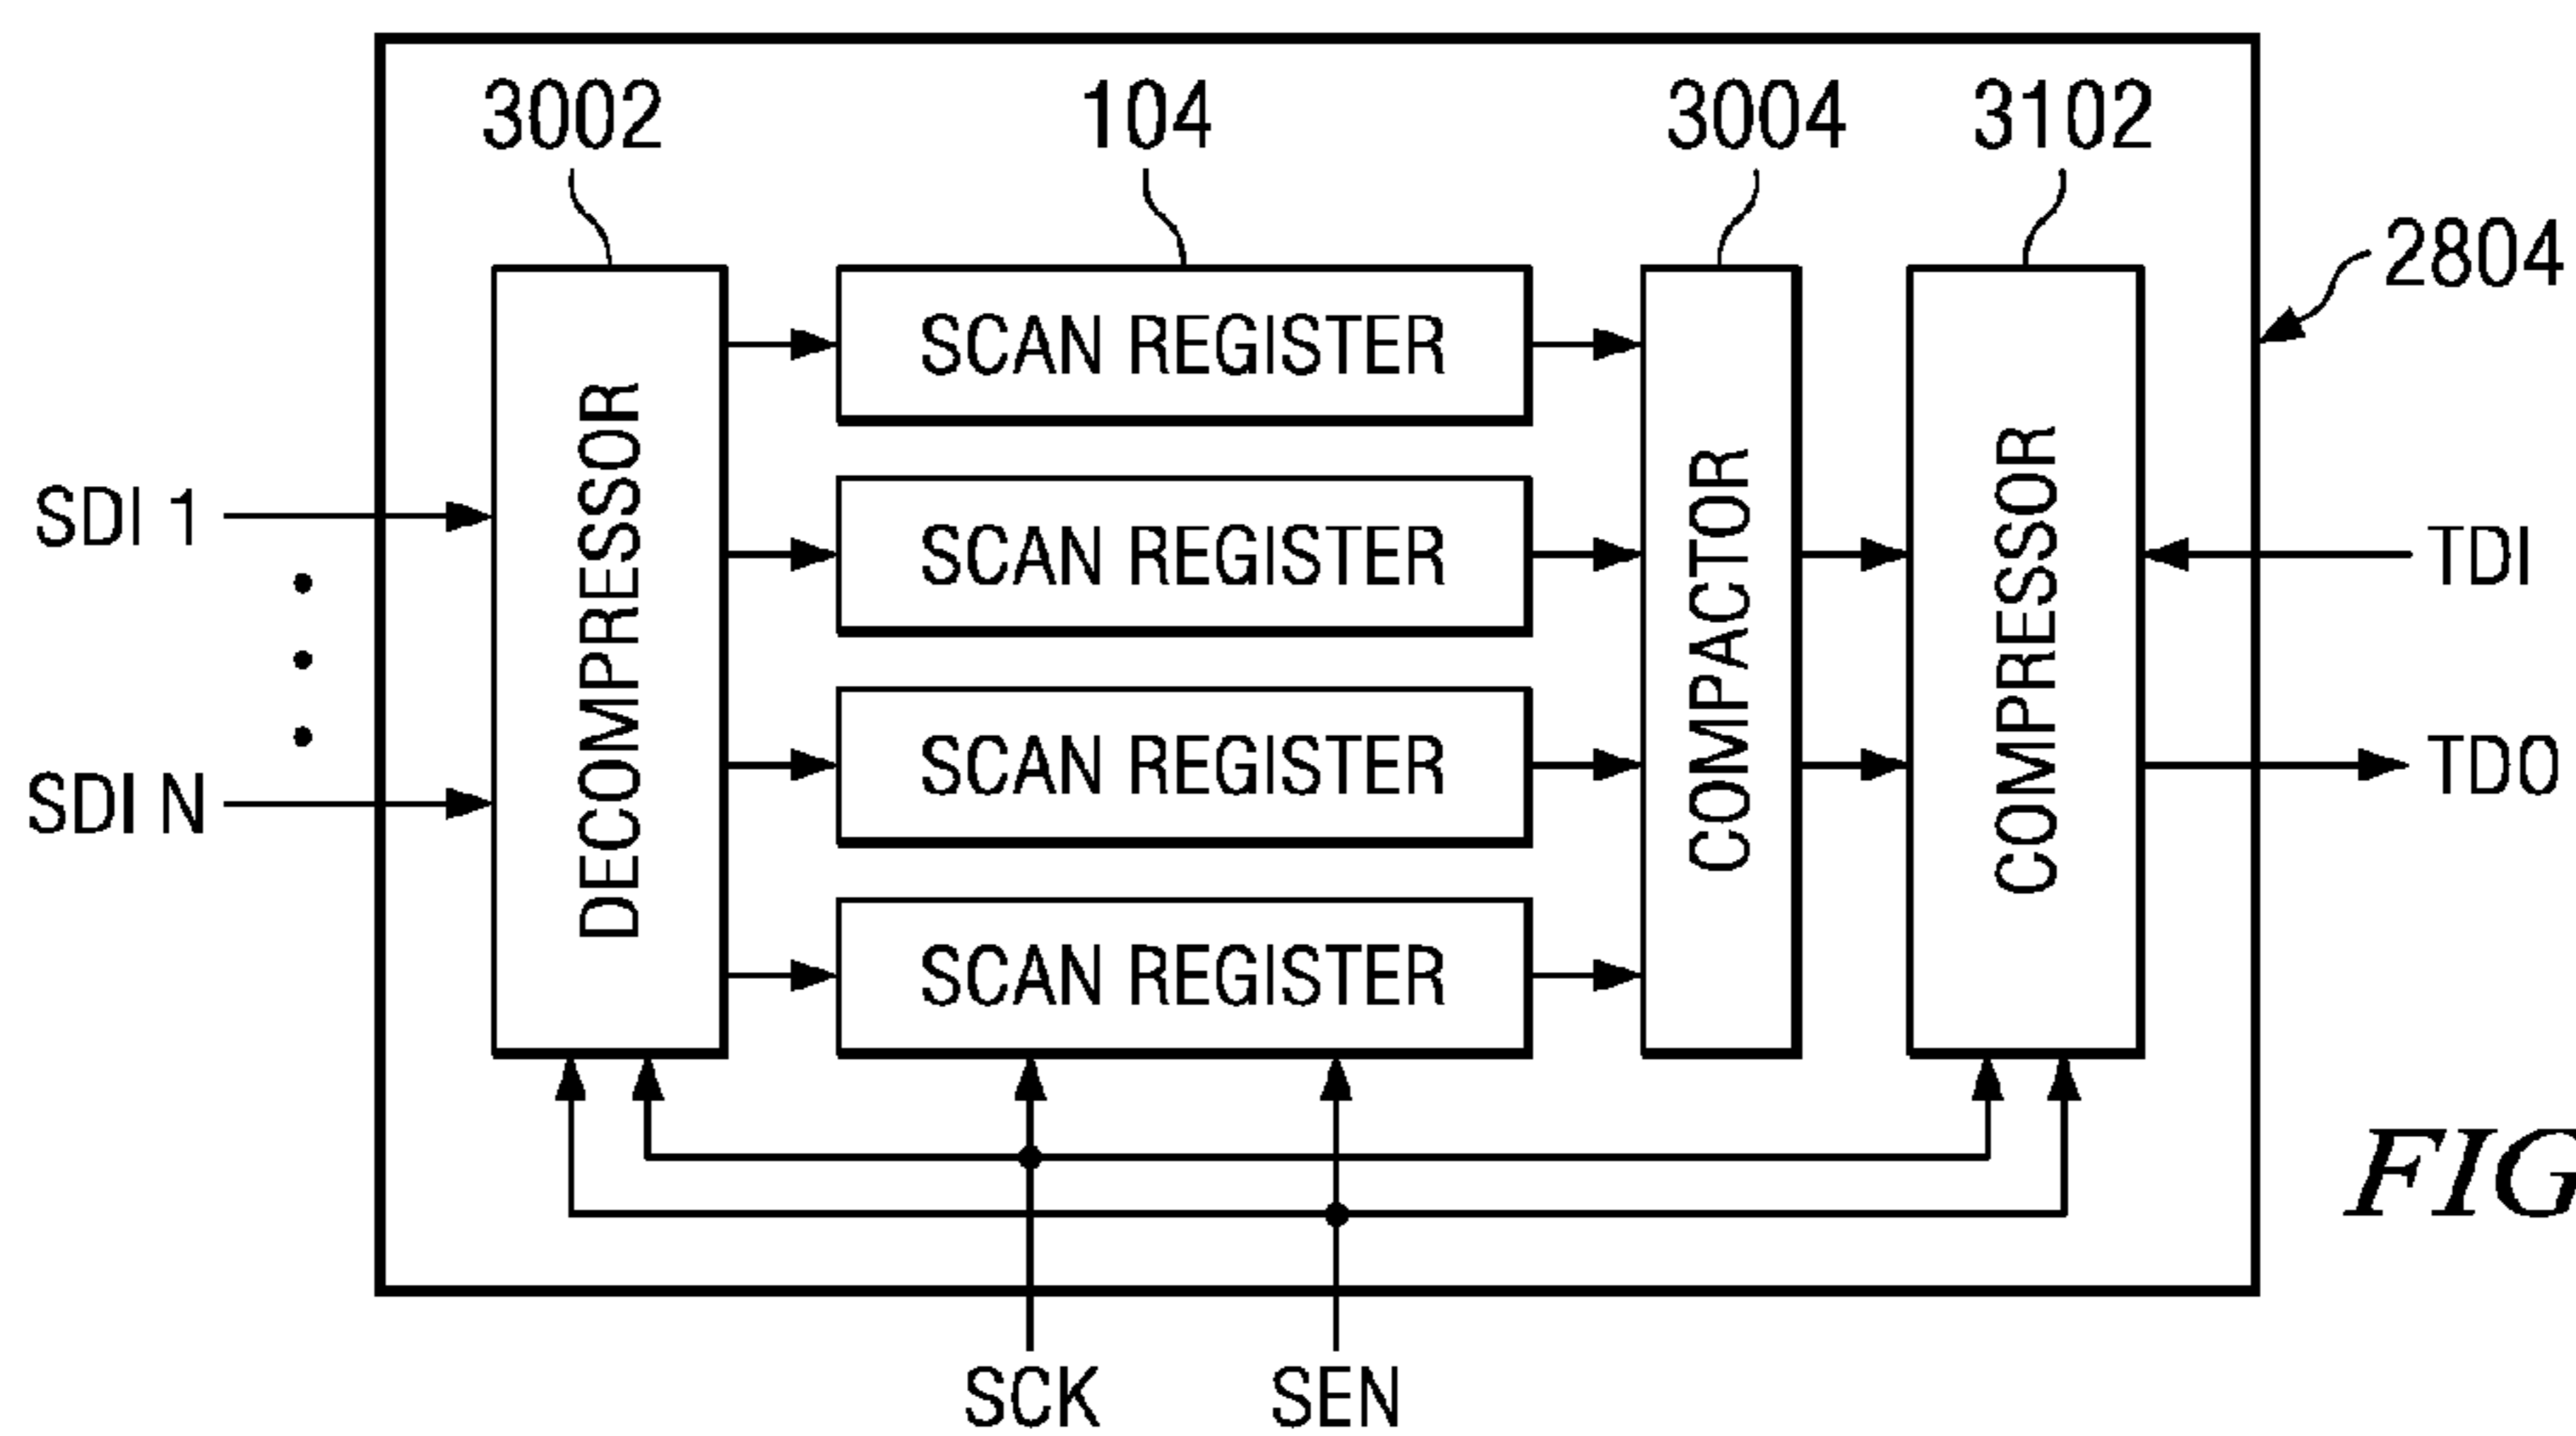 3002
104
3004
3102
2804
DECOMPRESSOR
SCAN REGISTER
SCAN REGISTER
SCAN REGISTER
SCAN REGISTER
COMPACTOR
COMPRESSOR
SDI 1
SDI N
TDI
TDO
SCK
SEN
FIG